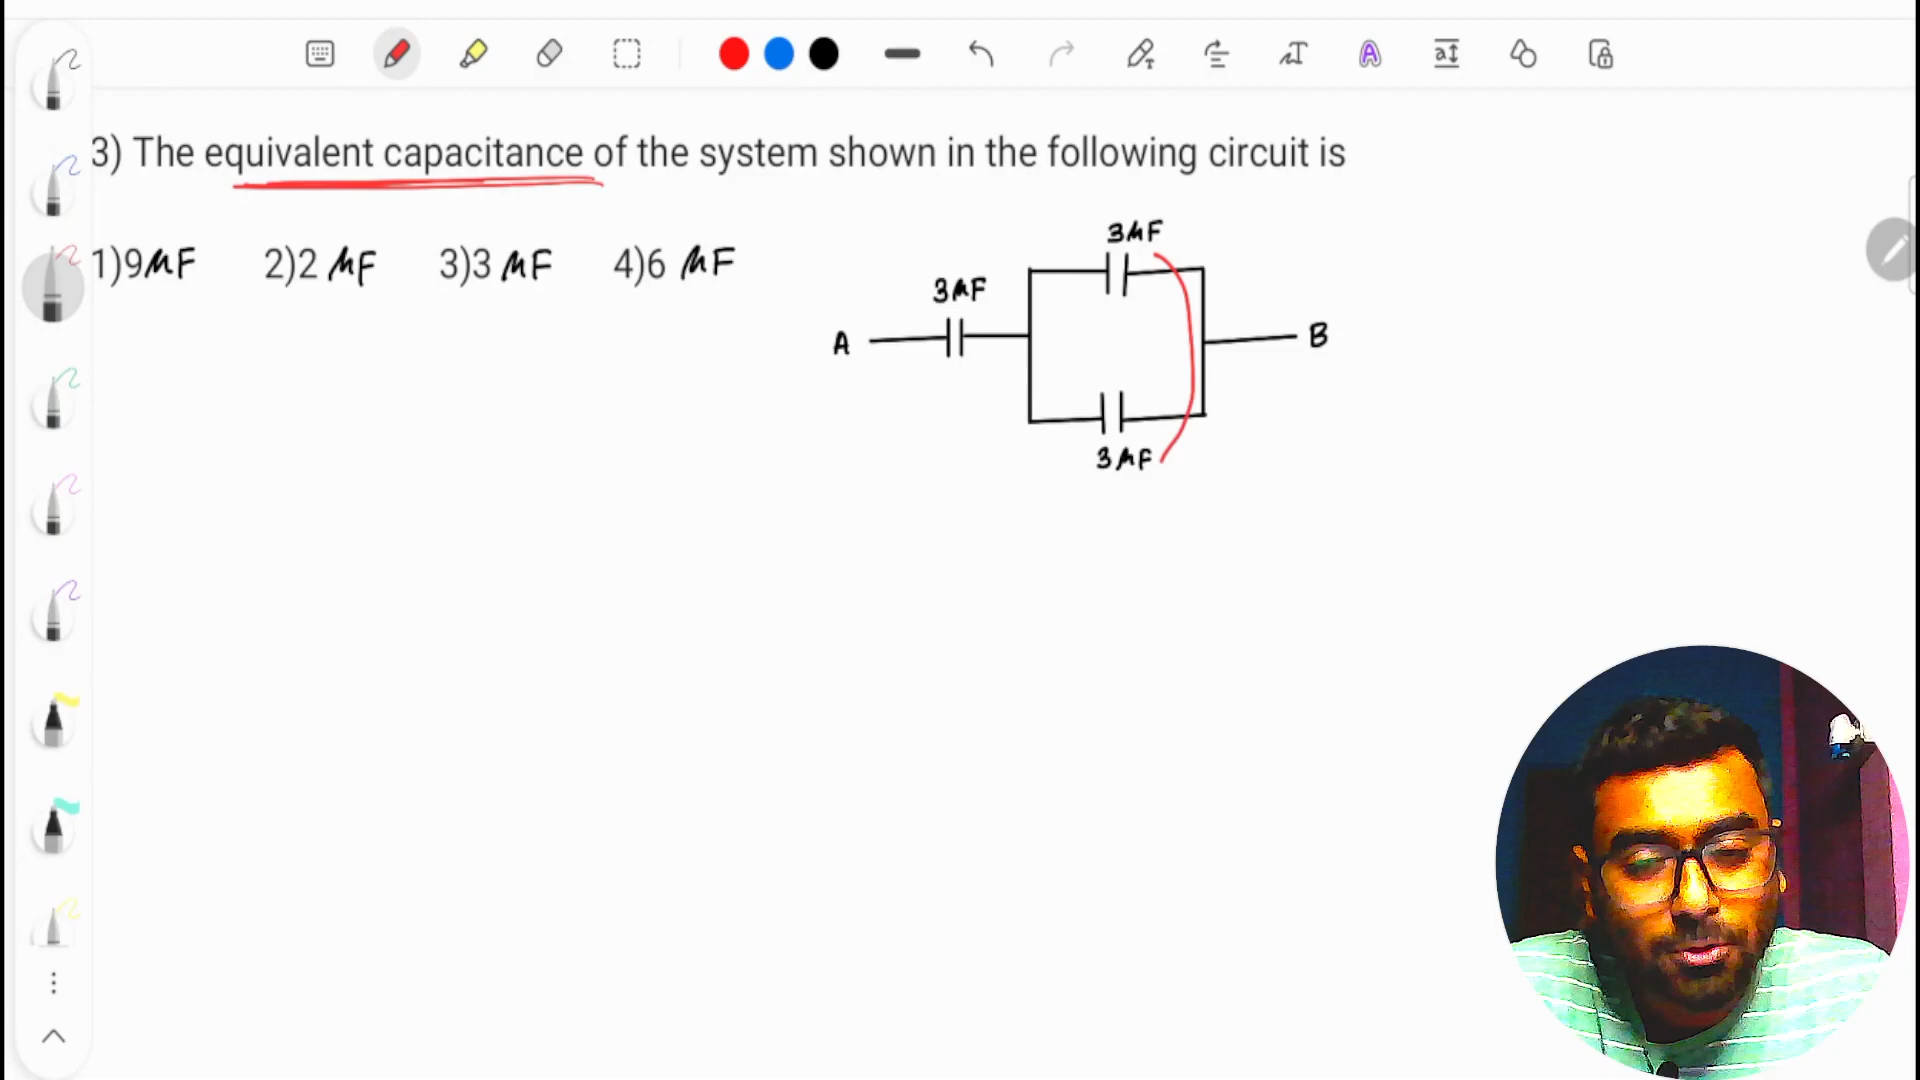 3) The equivalent capacitance of the system shown in the following circuit is
1)9μF 2)2 μF 3)3 μF 4)6 μF
3μF
3μF
A
B
3μF